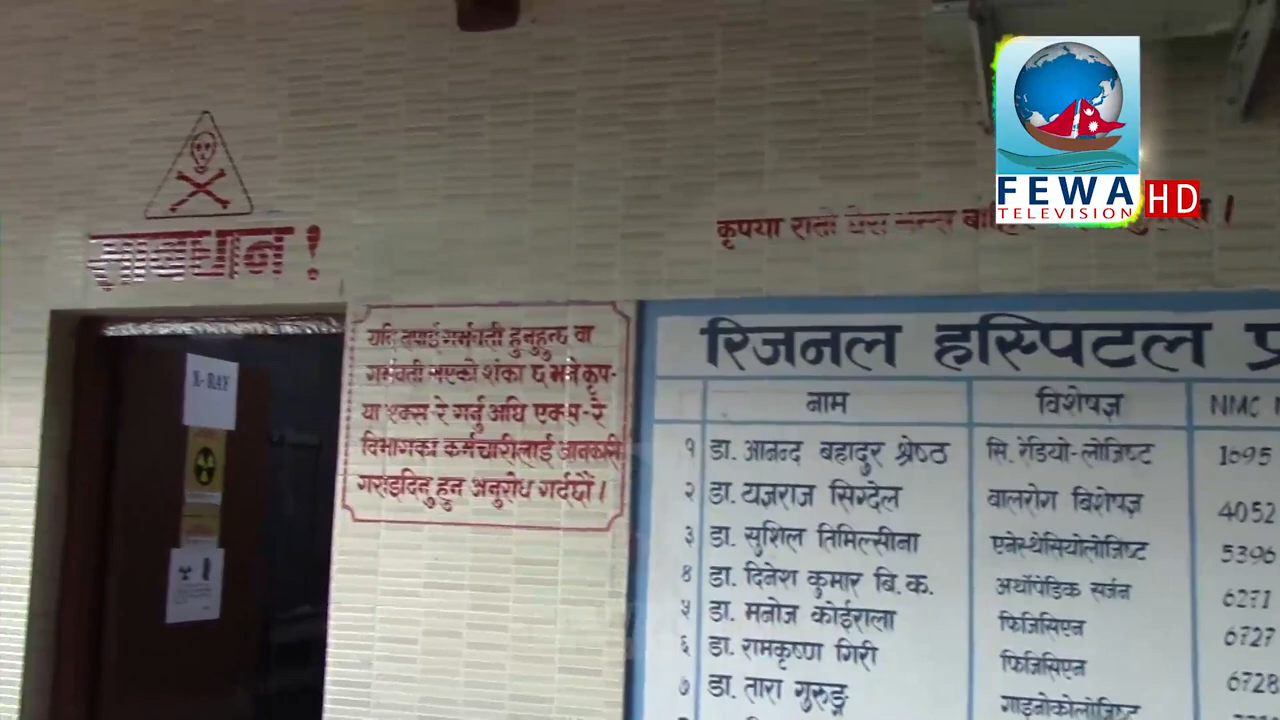 FEWA
TELEVISION HD
सावधान !
कृपया रातो
X-RAY
यदि तपाई गर्भवती हुनुहुन्छ वा
गर्भवती भएको शंका छ भने कृप-
या एक्स-रे गर्नु अघि एक्स-रे
विभागका कर्मचारीलाई जानकारी
गराइदिनु हुन अनुरोध गर्दछौं ।
रिजनल हस्पिटल
नाम विशेषज्ञ NMC
१ डा. आनन्द बहादुर श्रेष्ठ सि. रेडियो-लोजिष्ट 1695
२ डा. यज्ञराज सिग्देल बालरोग विशेषज्ञ 4052
३ डा. सुशिल तिमिल्सीना एनेस्थेसियोलोजिष्ट 5396
४ डा. दिनेश कुमार बि. क. अर्थोपेडिक सर्जन 6271
५ डा. मनोज कोईराला फिजिसिएन 6727
६ डा. रामकृष्ण गिरी फिजिसिएन 6728
७ डा. तारा गुरुङ्ग गाइनोकोलोजिष्ट